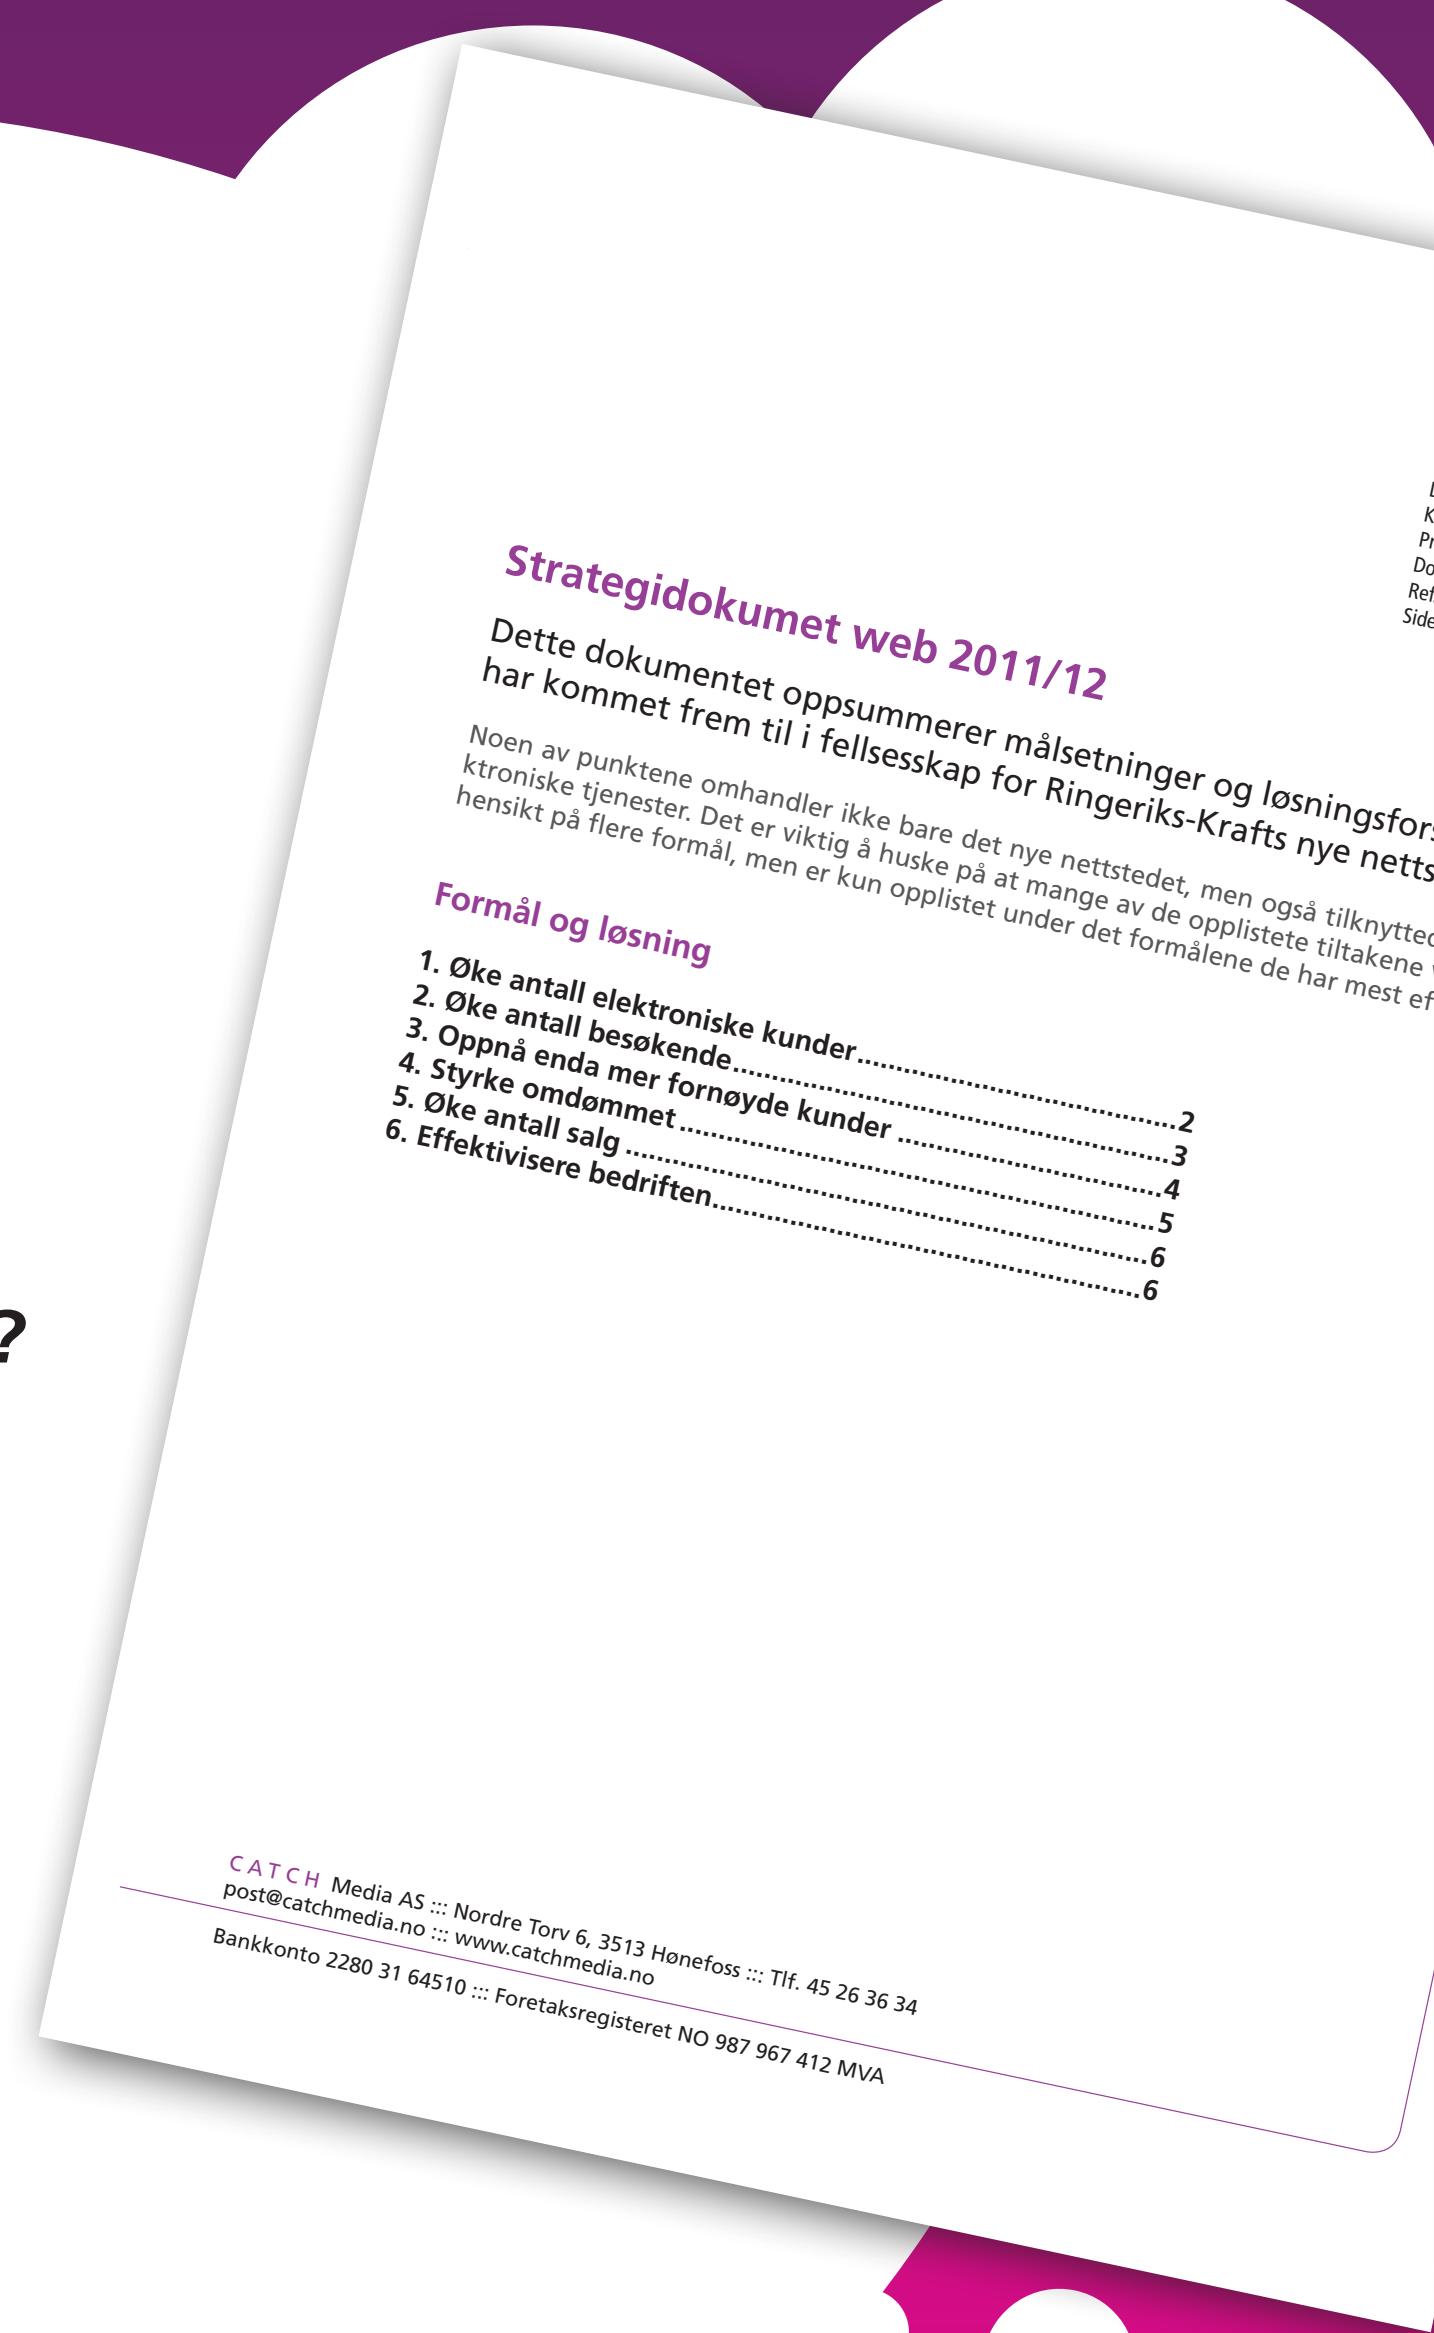 Strategidokumet web 2011/12
Dette dokumentet oppsummerer målsetninger og løsningsfors
har kommet frem til i fellsesskap for Ringeriks-Krafts nye netts
Noen av punktene omhandler ikke bare det nye nettstedet, men også tilknytted
ktroniske tjenester. Det er viktig å huske på at mange av de opplistete tiltakene
hensikt på flere formål, men er kun opplistet under det formålene de har mest ef
K
Pr
Do
Ref.
Side
Formål og løsning
1. Øke antall elektroniske kunder........................................2
2. Øke antall besøkende........................................................3
3. Oppnå enda mer fornøyde kunder ..................................4
4. Styrke omdømmet .............................................................5
5. Øke antall salg ...................................................................6
6. Effektivisere bedriften.......................................................6
?
CATCH Media AS ::: Nordre Torv 6, 3513 Hønefoss ::: Tlf. 45 26 36 34
post@catchmedia.no ::: www.catchmedia.no
Bankkonto 2280 31 64510 ::: Foretaksregisteret NO 987 967 412 MVA